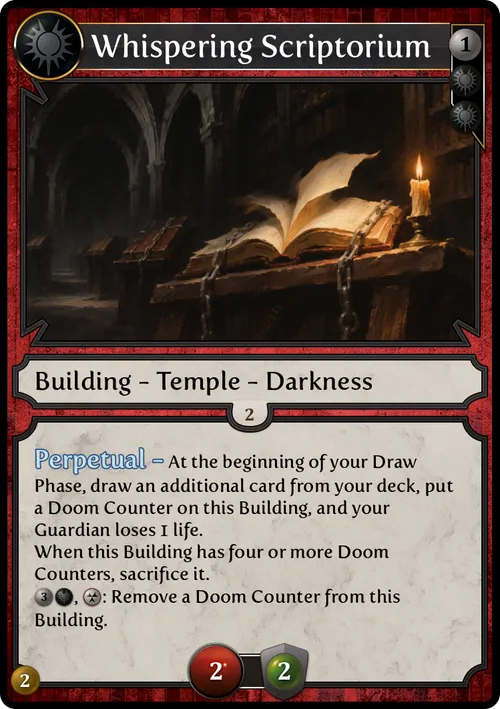 Whispering Scriptorium
1
Building - Temple - Darkness
2
Perpetual - At the beginning of your Draw
Phase, draw an additional card from your deck, put
a Doom Counter on this Building, and your
Guardian loses 1 life.
When this Building has four or more Doom
Counters, sacrifice it.
3, : Remove a Doom Counter from this
Building.
2
2*
2